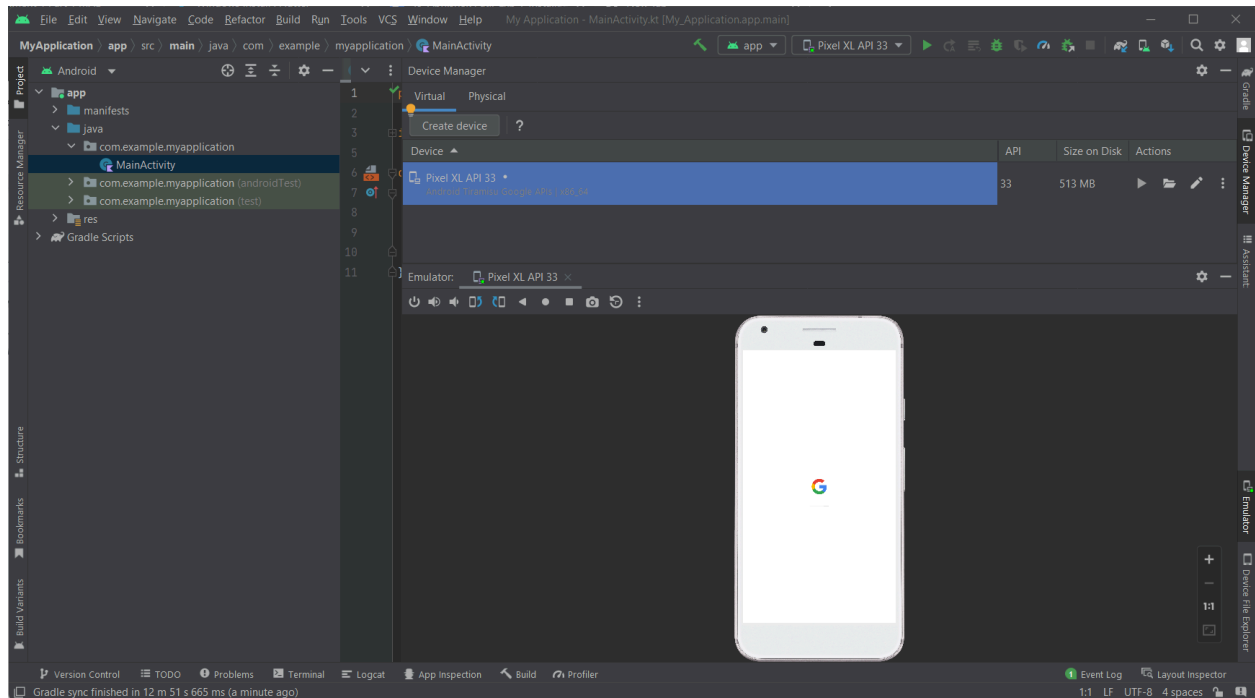 File Edit View Navigate Code Refactor Build Run Tools VCS Window Help My Application - MainActivity.kt [My_Application.app.main]
MyApplication app src main java com example myapplication MainActivity app Pixel XL API 33
Android Device Manager
Virtual Physical
Create device ?
Device API Size on Disk Actions
Pixel XL API 33 33 513 MB
Android Tiramisu Google APIs | x86_64
app
manifests
java
com.example.myapplication
MainActivity
com.example.myapplication (androidTest)
com.example.myapplication (test)
res
Gradle Scripts
1
2
3
5
6
7
8
9
10
11
Emulator: Pixel XL API 33
G
+
1:1
Project
Resource Manager
Structure
Bookmarks
Build Variants
Gradle
Device Manager
Assistant:
Emulator
Device File Explorer
Version Control TODO Problems Terminal Logcat App Inspection Build Profiler 1 Event Log Layout Inspector
Gradle sync finished in 12 m 51 s 665 ms (a minute ago) 1:1 LF UTF-8 4 spaces